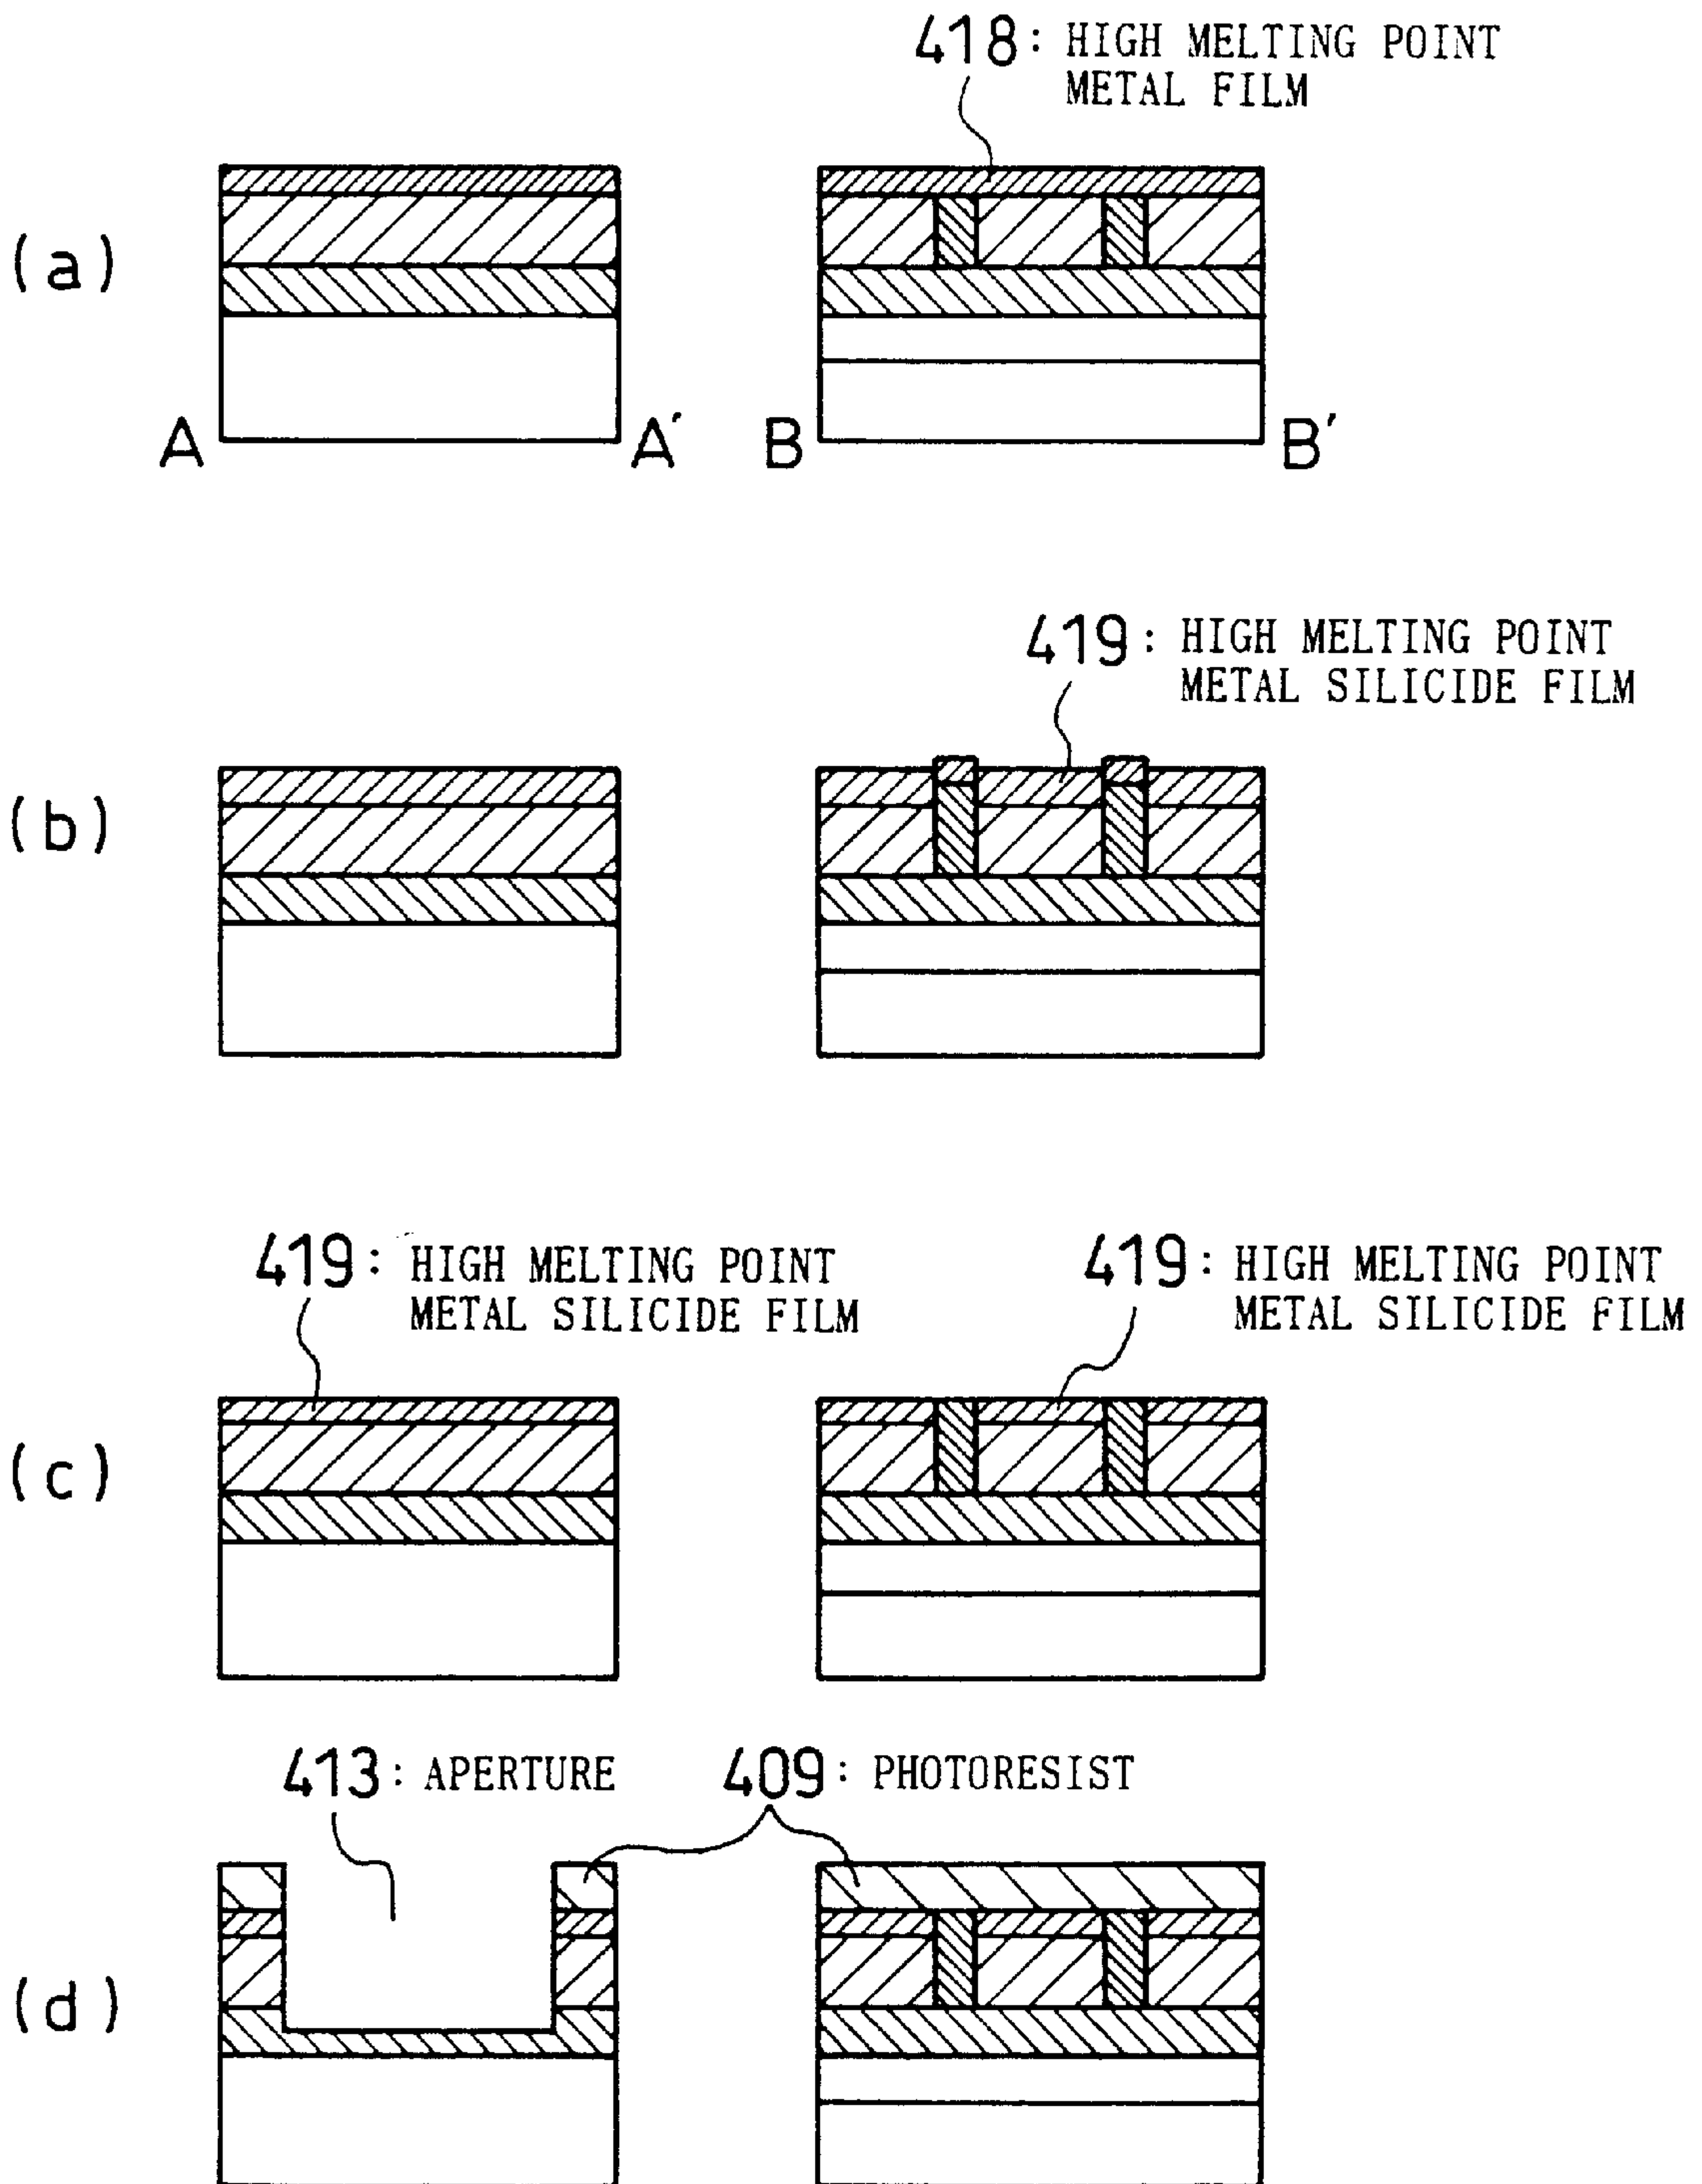 418: HIGH MELTING POINT
METAL FILM
(a)
A A′ B B′
419: HIGH MELTING POINT
METAL SILICIDE FILM
(b)
419: HIGH MELTING POINT
METAL SILICIDE FILM
419: HIGH MELTING POINT
METAL SILICIDE FILM
(c)
413: APERTURE
409: PHOTORESIST
(d)